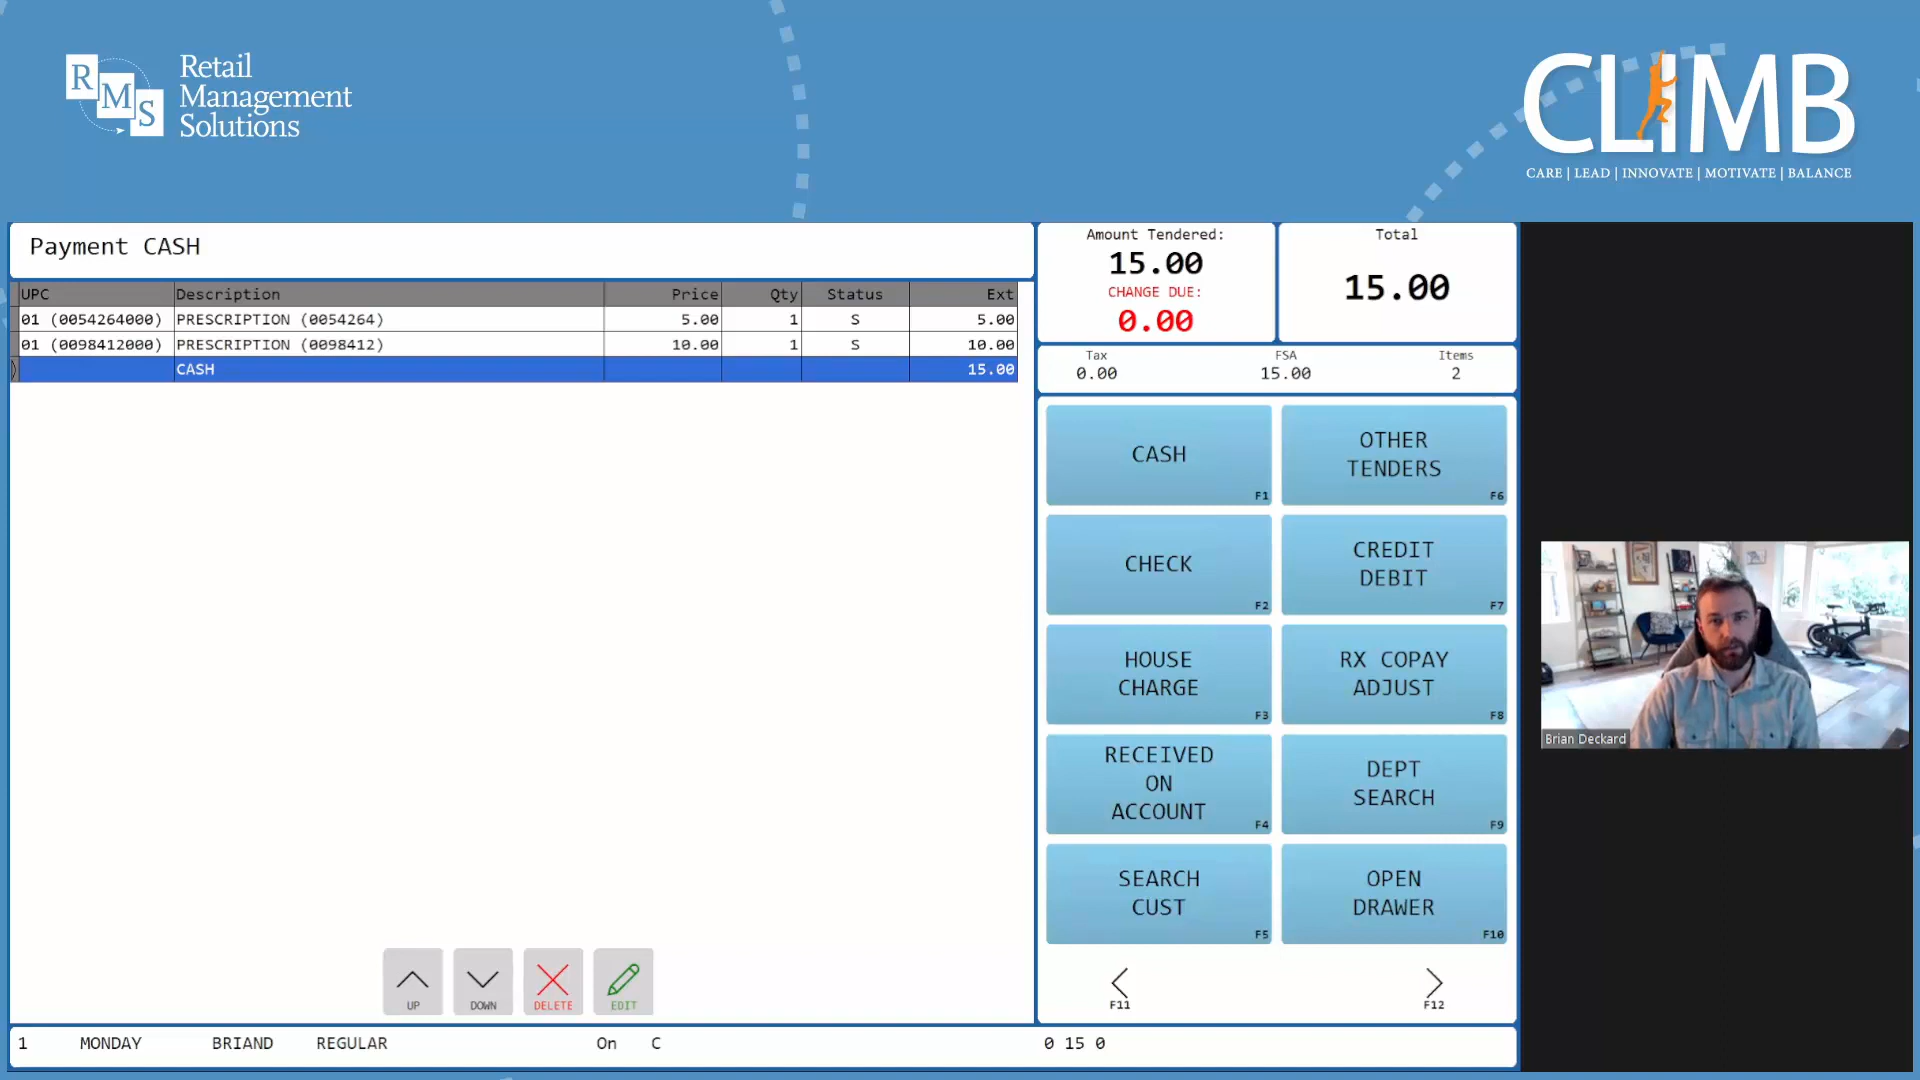 RMS Retail
Management
Solutions
CLIMB
CARE | LEAD | INNOVATE | MOTIVATE | BALANCE
Payment CASH
UPC Description Price Qty Status Ext
01 (0054264000) PRESCRIPTION (0054264) 5.00 1 S 5.00
01 (0098412000) PRESCRIPTION (0098412) 10.00 1 S 10.00
CASH 15.00
Amount Tendered:
15.00
CHANGE DUE:
0.00
Total
15.00
Tax FSA Items
0.00 15.00 2
CASH
F1
OTHER
TENDERS
F6
CHECK
F2
CREDIT
DEBIT
F7
HOUSE
CHARGE
F3
RX COPAY
ADJUST
F8
RECEIVED
ON
ACCOUNT
F4
DEPT
SEARCH
F9
SEARCH
CUST
F5
OPEN
DRAWER
F10
F11 F12
UP DOWN DELETE EDIT
1 MONDAY BRIAND REGULAR On C 0 15 0
Brian Deckard